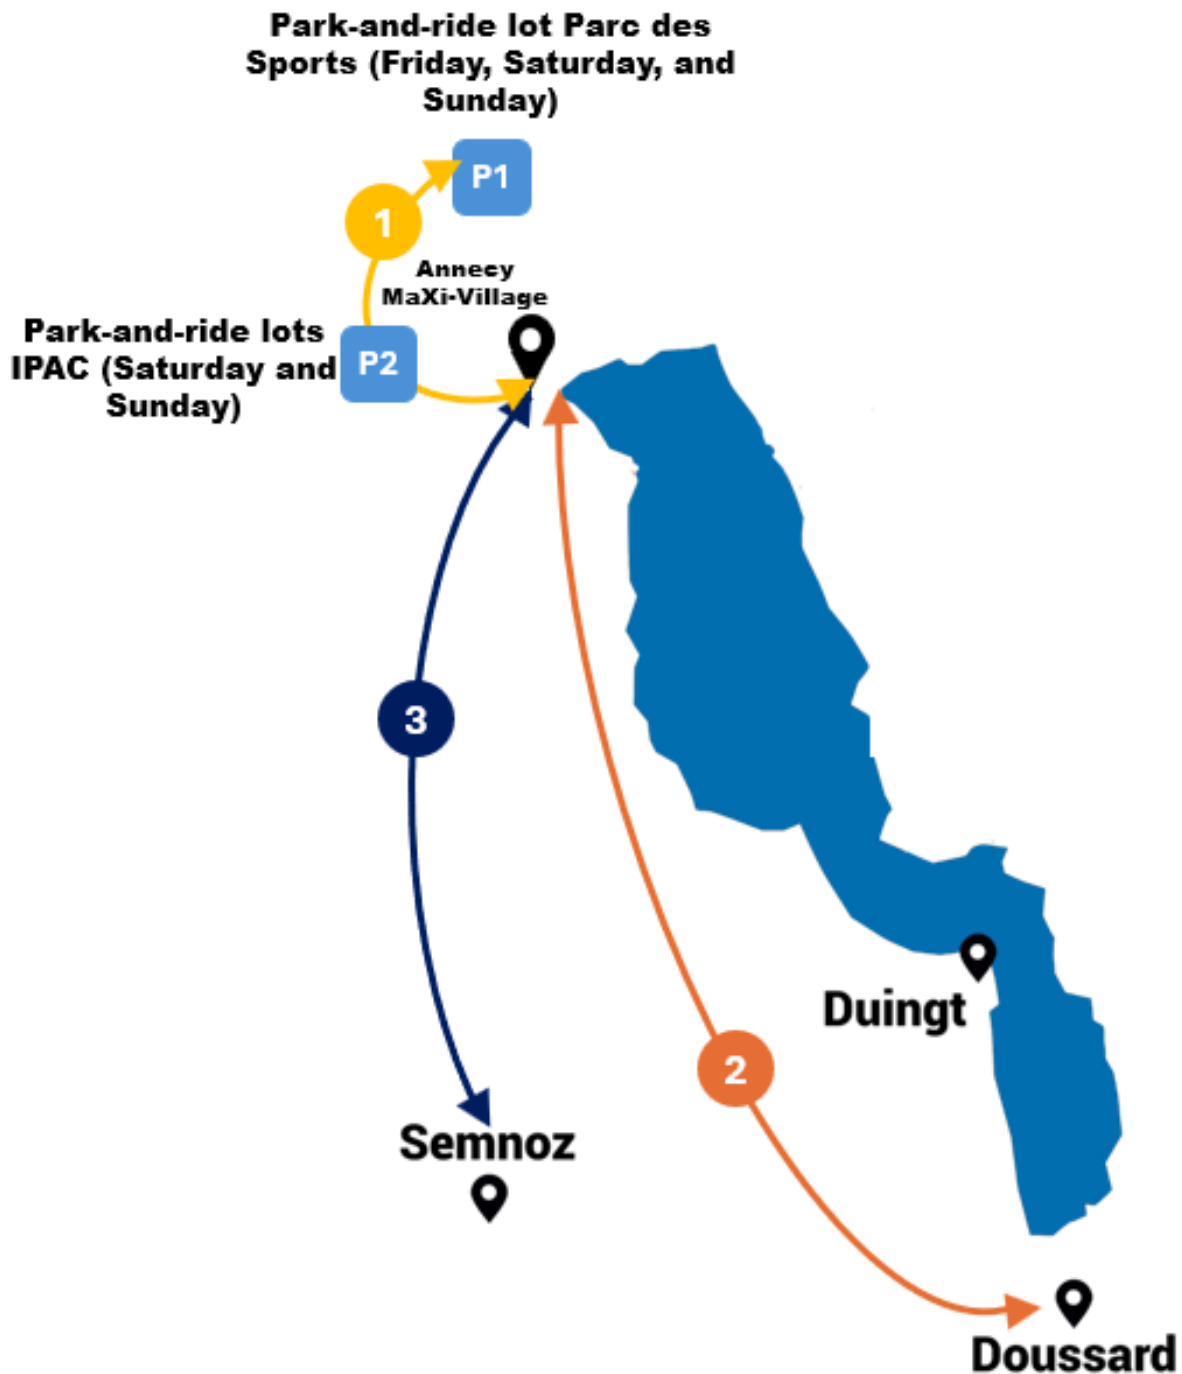 Park-and-ride lot Parc des
Sports (Friday, Saturday, and
Sunday)
P1
1
Annecy
MaXi-Village
Park-and-ride lots
IPAC (Saturday and
Sunday)
P2
3
Duingt
2
Semnoz
Doussard